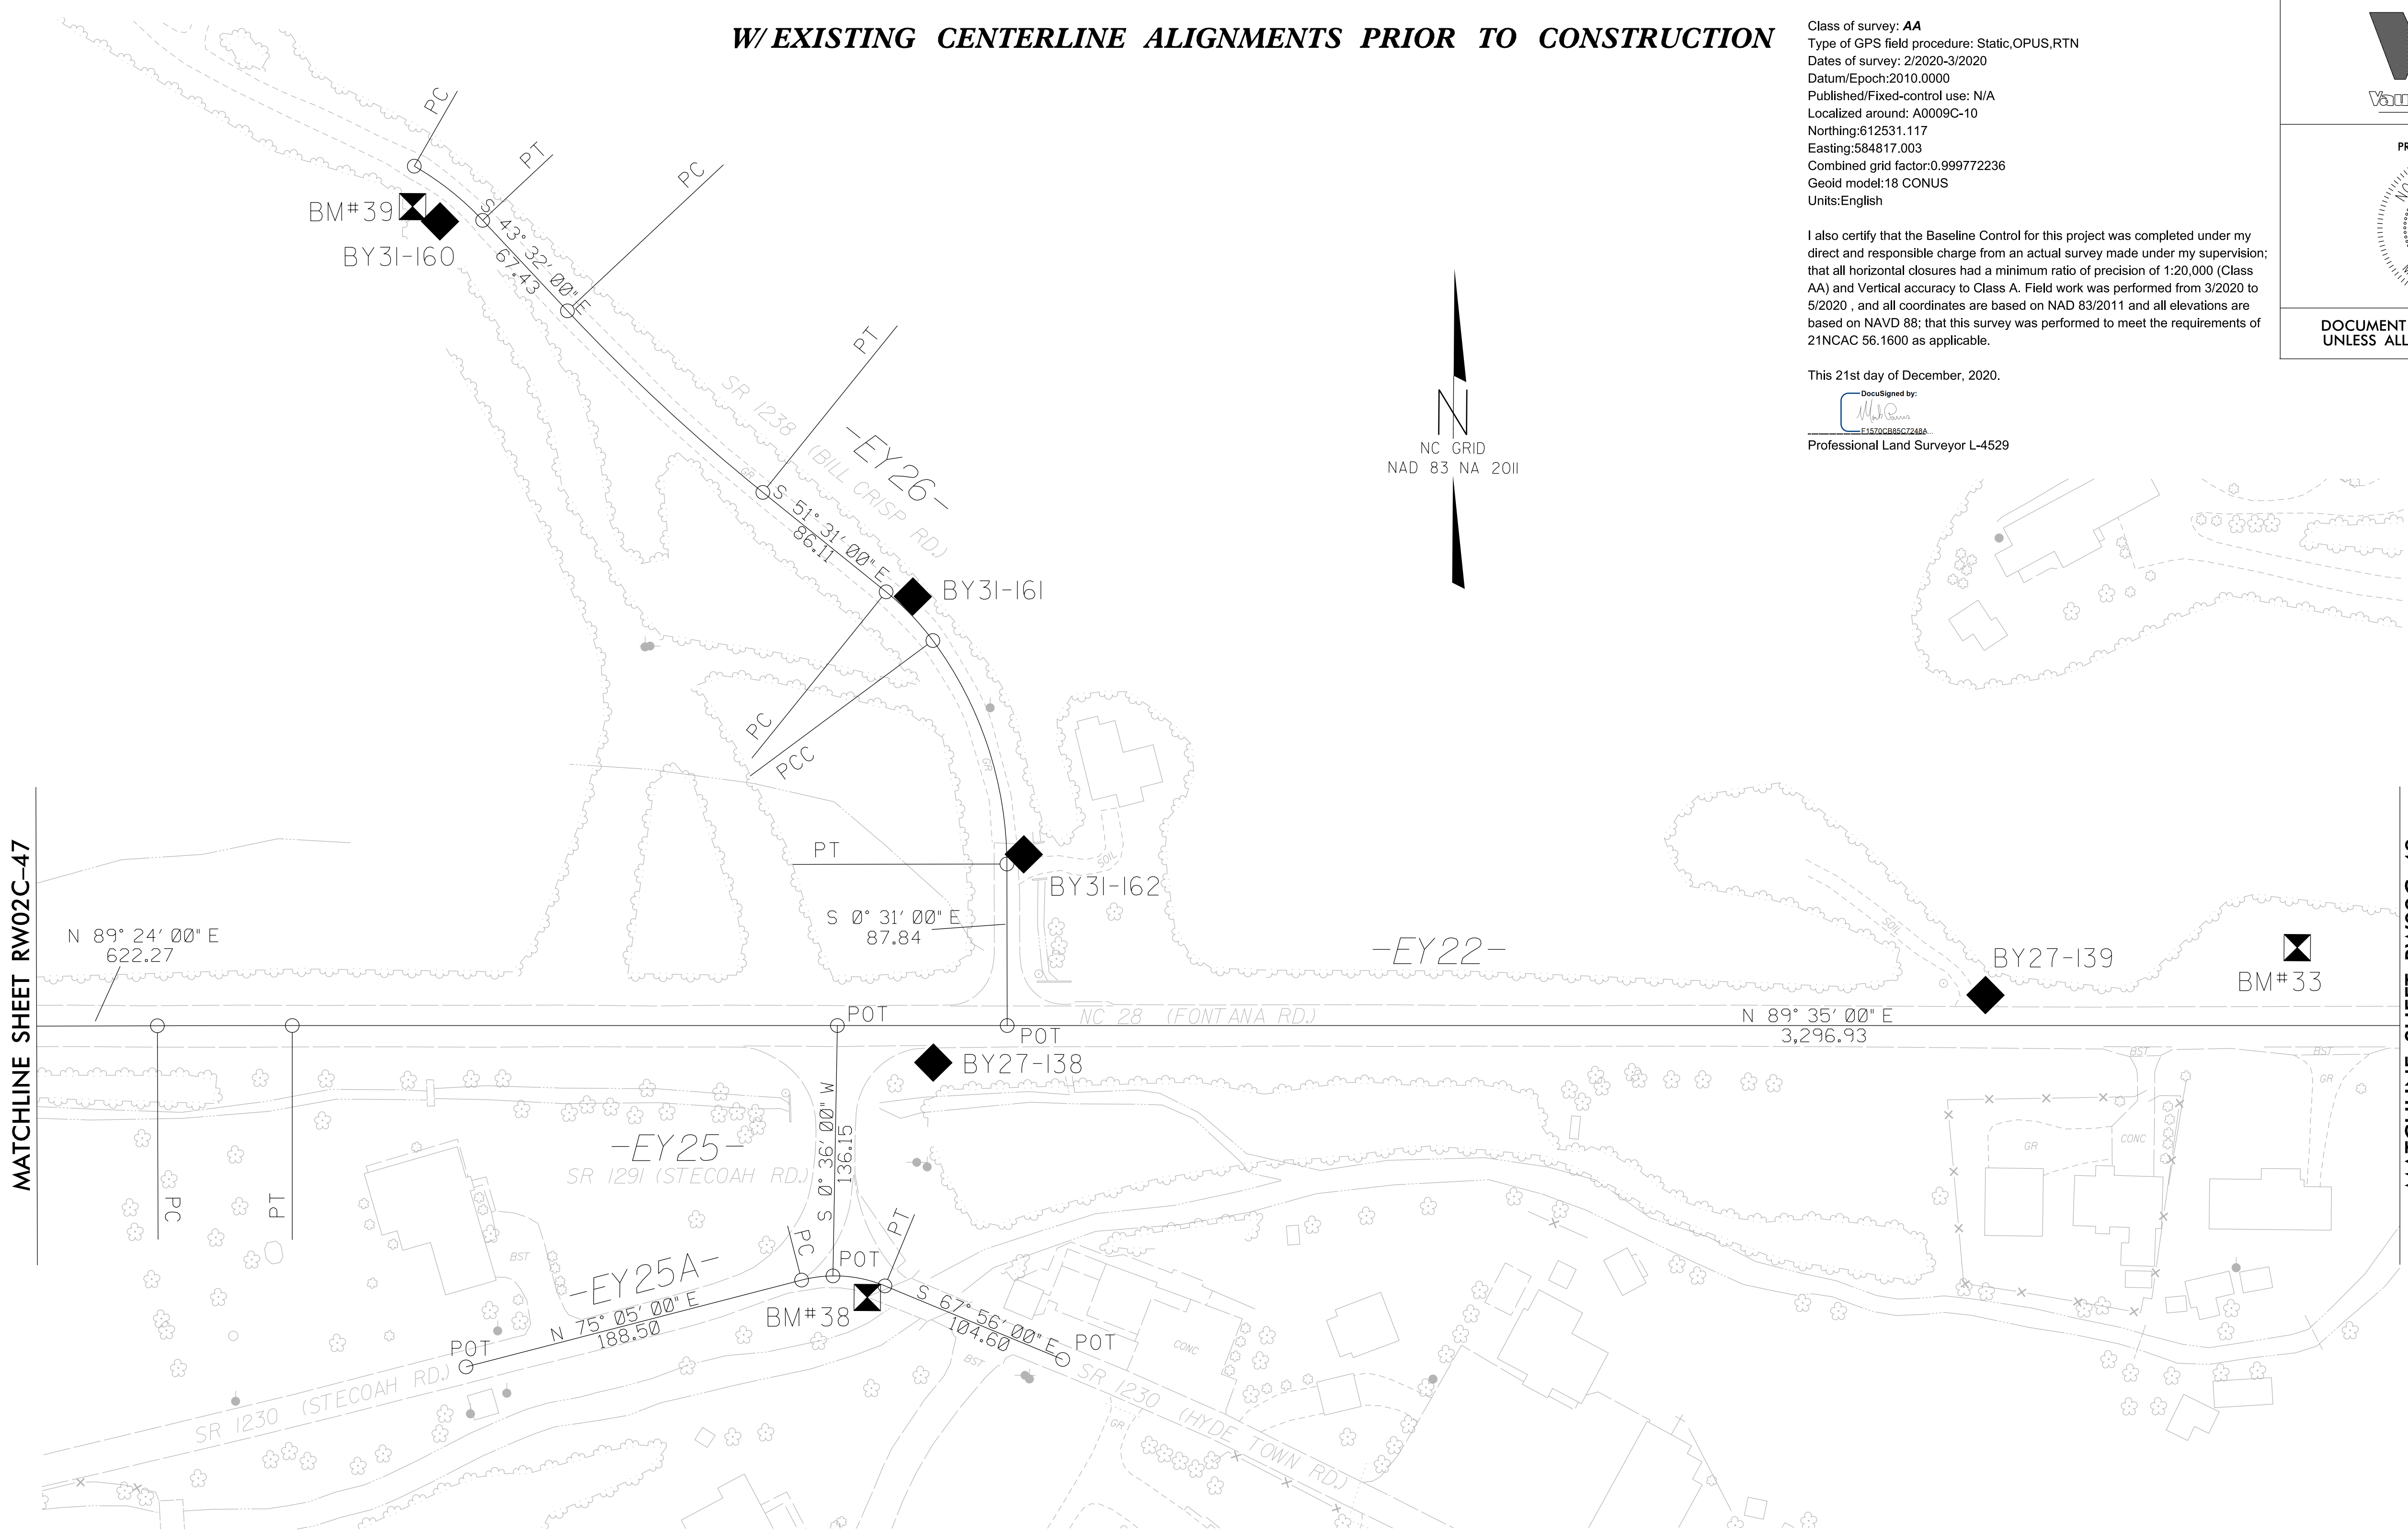 W/ EXISTING CENTERLINE ALIGNMENTS PRIOR TO CONSTRUCTION
Class of survey: AA
Type of GPS field procedure: Static,OPUS,RTN
Dates of survey: 2/2020-3/2020
Datum/Epoch:2010.0000
Published/Fixed-control use: N/A
Localized around: A0009C-10
Northing:612531.117
Easting:584817.003
Combined grid factor:0.999772236
Geoid model:18 CONUS
Units:English
I also certify that the Baseline Control for this project was completed under my
direct and responsible charge from an actual survey made under my supervision;
that all horizontal closures had a minimum ratio of precision of 1:20,000 (Class
AA) and Vertical accuracy to Class A. Field work was performed from 3/2020 to
5/2020 , and all coordinates are based on NAD 83/2011 and all elevations are
based on NAVD 88; that this survey was performed to meet the requirements of
21NCAC 56.1600 as applicable.
This 21st day of December, 2020.
DocuSigned by:
F1570CB85C7248A...
Professional Land Surveyor L-4529
DOCUMENT
UNLESS ALL
PC
PT
PC
BM#39
BY31-160
S 43° 32' 00" E
67.43
PT
SR 1238 (BILL CRISP RD.)
-EY26-
GR
S 51° 31' 00" E
86.11
BY31-161
PC
PCC
N
NC GRID
NAD 83 NA 2011
GR
PT
SOIL
BY31-162
S 0° 31' 00" E
87.84
MATCHLINE SHEET RW02C-47
N 89° 24' 00" E
622.27
-EY22-
SOIL
BY27-139
BM#33
POT
POT
NC 28 (FONTANA RD.)
N 89° 35' 00" E
3,296.93
BY27-138
BST
BST
GR
PC
PT
-EY25-
SR 1291 (STECOAH RD.)
S 0° 36' 00" W
136.15
GR
CONC
BST
PC
POT
PT
-EY25A-
N 75° 05' 00" E
188.50
POT
BM#38
S 67° 56' 00" E
104.60
POT
CONC
BST
SR 1230 (STECOAH RD.)
SR 1230 (HYDE TOWN RD.)
GR